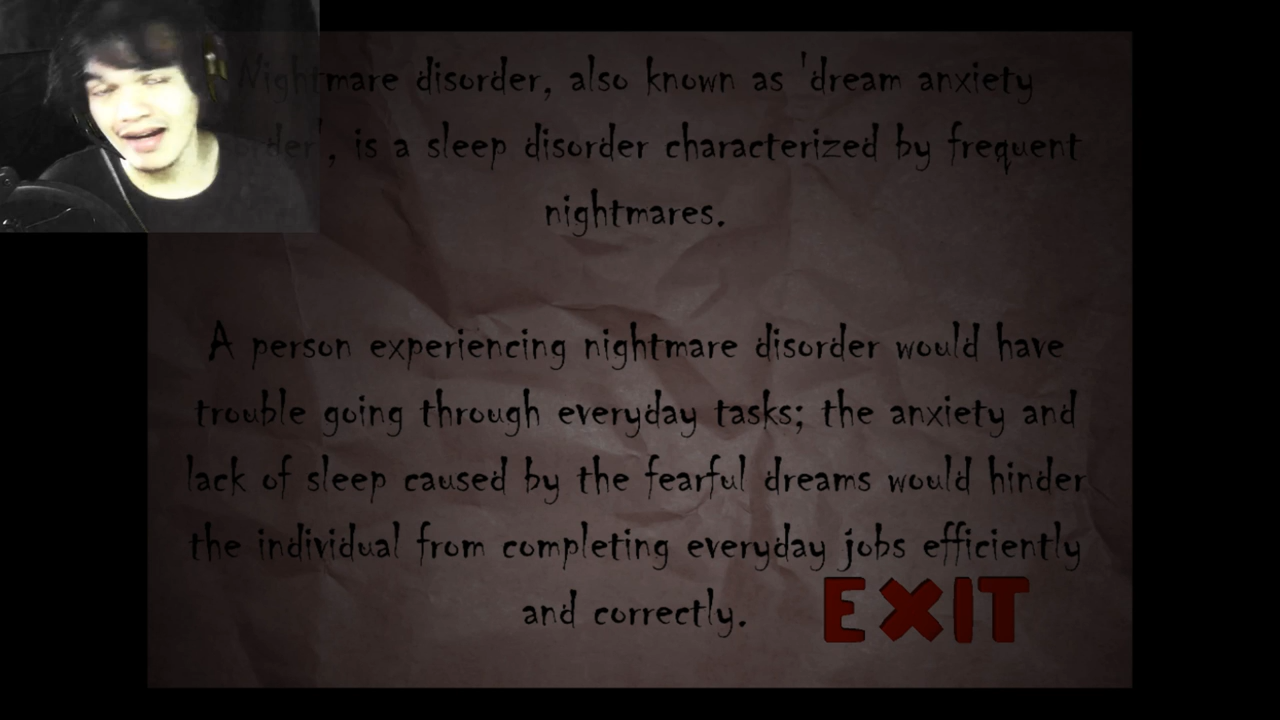 Nightmare disorder, also known as 'dream anxiety
disorder', is a sleep disorder characterized by frequent
nightmares.
A person experiencing nightmare disorder would have
trouble going through everyday tasks; the anxiety and
lack of sleep caused by the fearful dreams would hinder
the individual from completing everyday jobs efficiently
and correctly.
EXIT